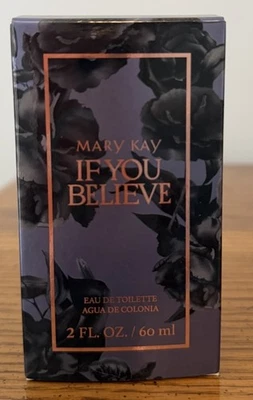 MARY KAY
IF YOU
BELIEVE
EAU DE TOILETTE
AGUA DE COLONIA
2 FL. OZ. / 60 ml